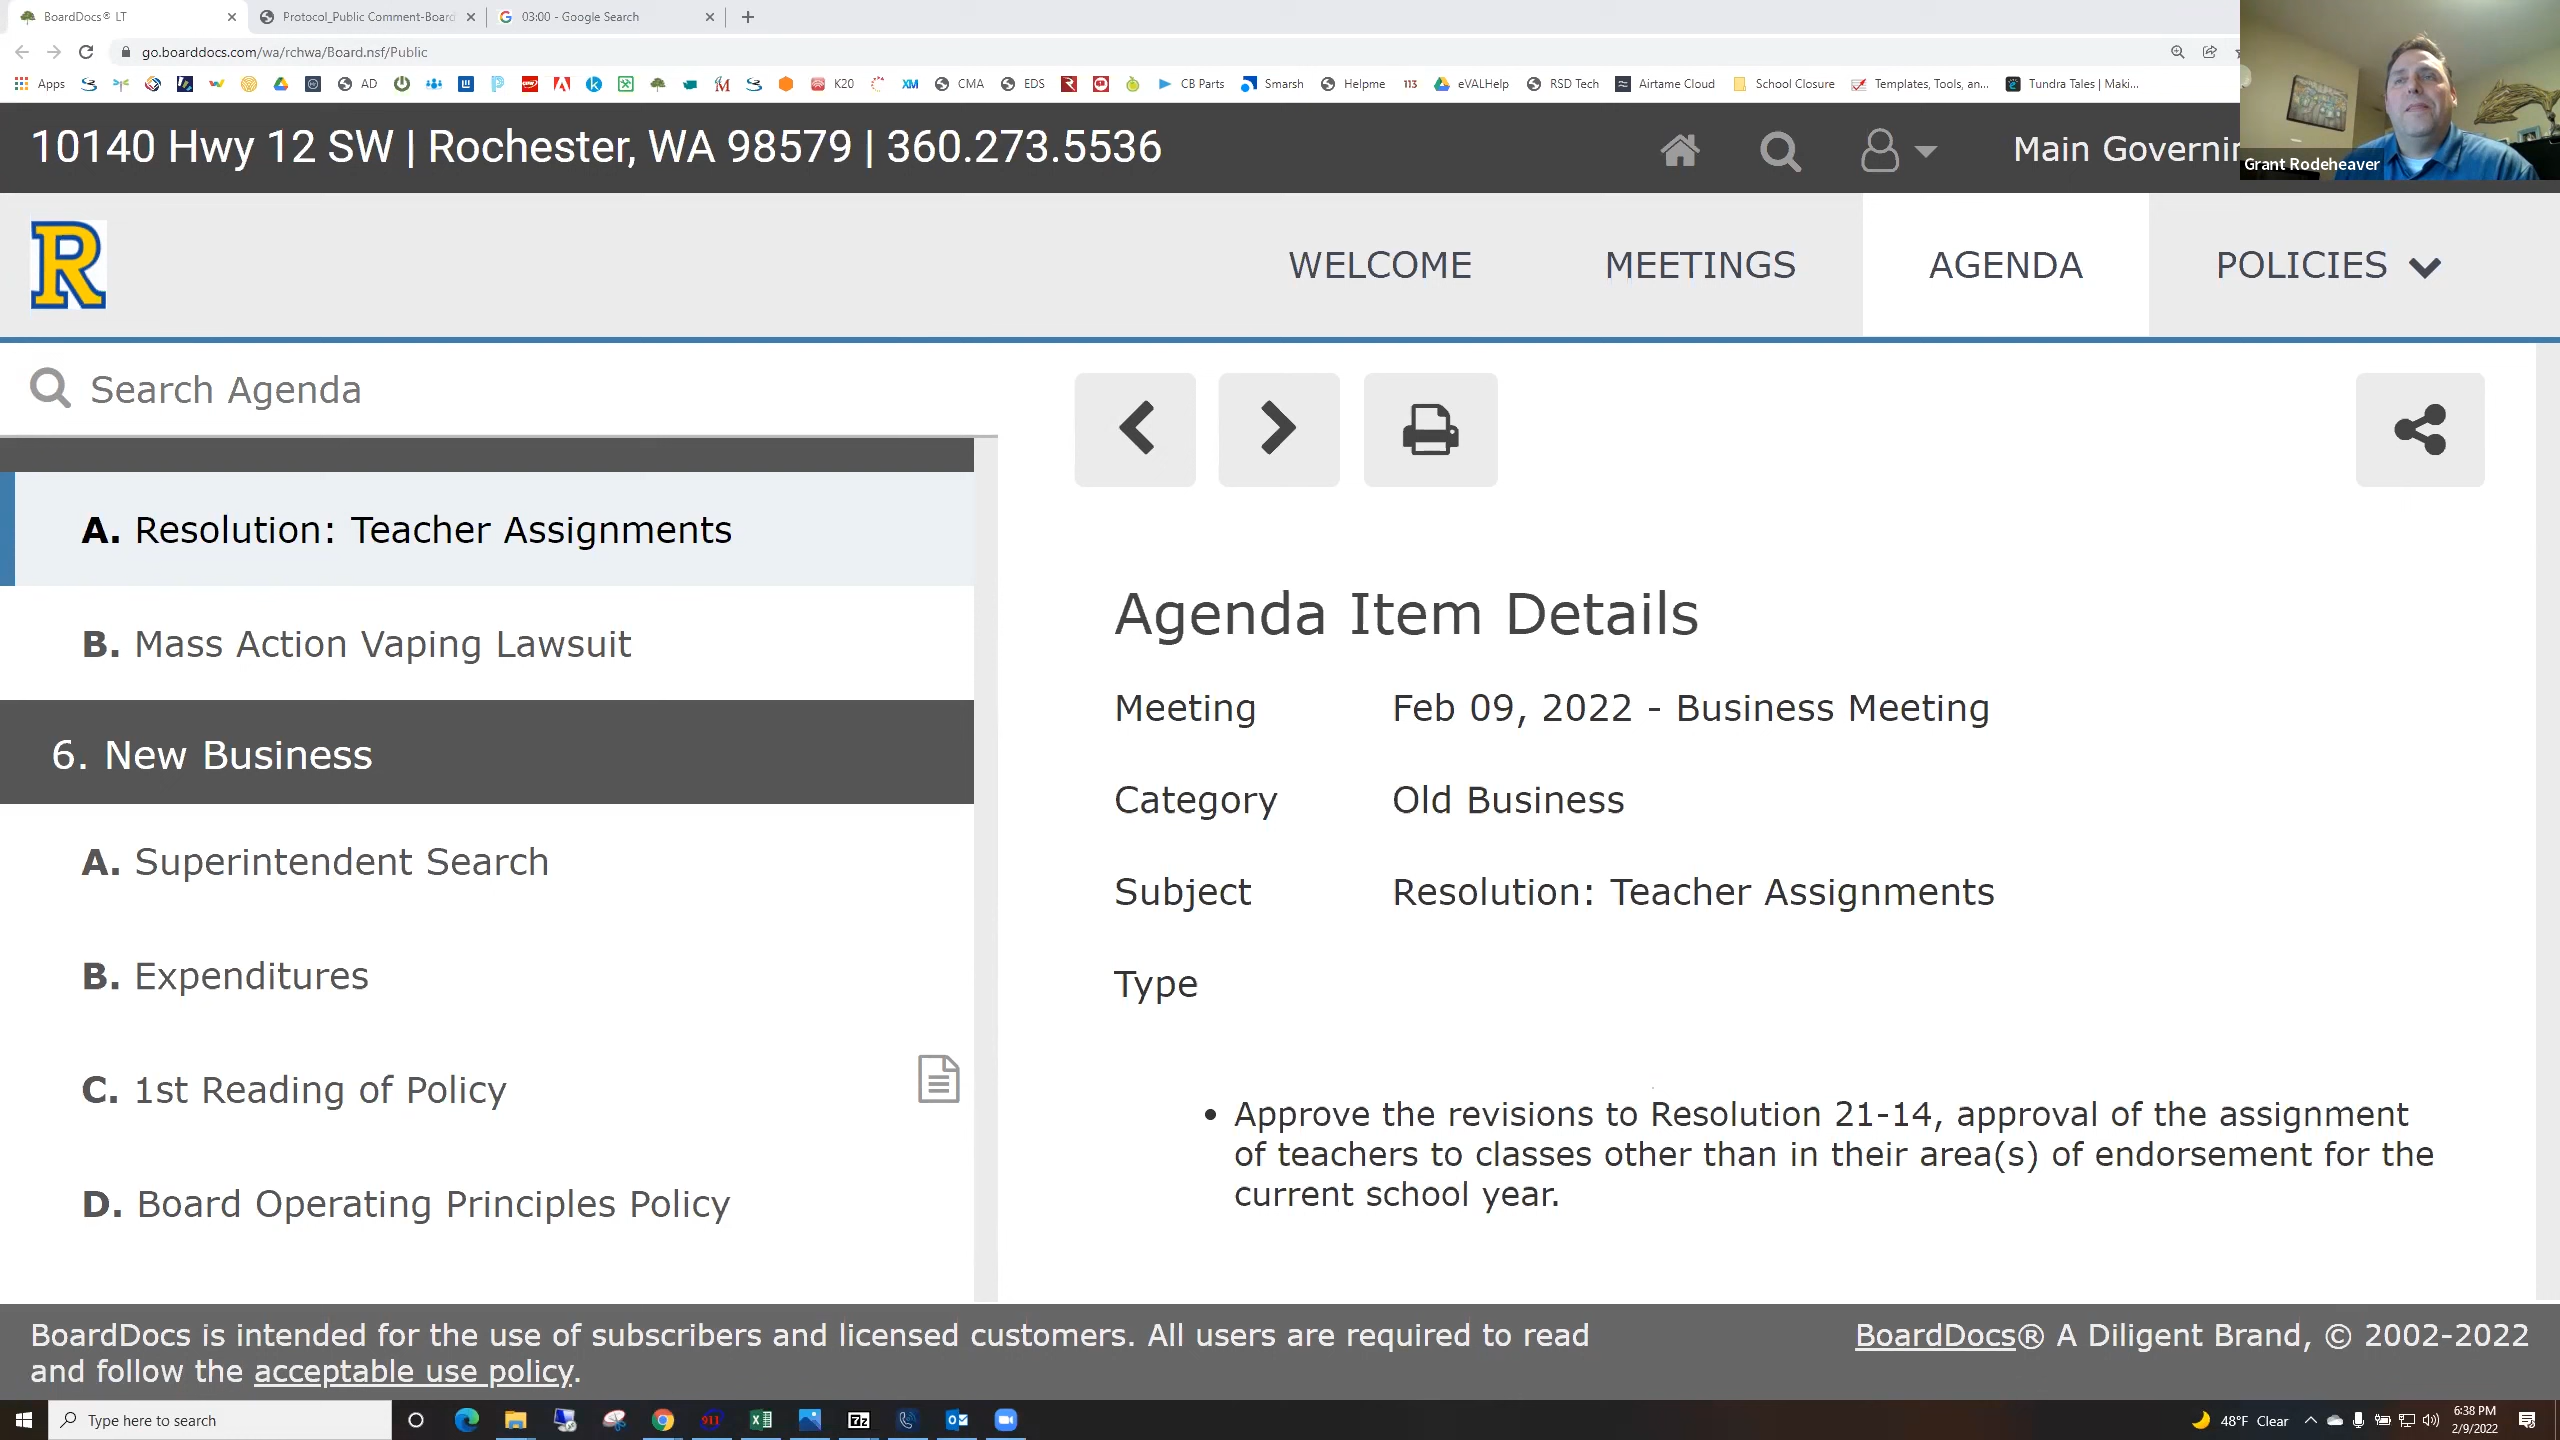 BoardDocs® LT
Protocol_Public Comment-Board
03:00 - Google Search
go.boarddocs.com/wa/rchwa/Board.nsf/Public
Apps
AD
K20
XM
CMA
EDS
CB Parts
Smarsh
Helpme
113
eVALHelp
RSD Tech
Airtame Cloud
School Closure
Templates, Tools, an...
Tundra Tales | Maki...
10140 Hwy 12 SW | Rochester, WA 98579 | 360.273.5536
Main Governin
Grant Rodeheaver
R
WELCOME
MEETINGS
AGENDA
POLICIES
Search Agenda
A. Resolution: Teacher Assignments
B. Mass Action Vaping Lawsuit
6. New Business
A. Superintendent Search
B. Expenditures
C. 1st Reading of Policy
D. Board Operating Principles Policy
Agenda Item Details
Meeting Feb 09, 2022 - Business Meeting
Category Old Business
Subject Resolution: Teacher Assignments
Type
• Approve the revisions to Resolution 21-14, approval of the assignment
of teachers to classes other than in their area(s) of endorsement for the
current school year.
BoardDocs is intended for the use of subscribers and licensed customers. All users are required to read
and follow the acceptable use policy.
BoardDocs® A Diligent Brand, © 2002-2022
Type here to search
911
7z
48°F Clear
6:38 PM
2/9/2022